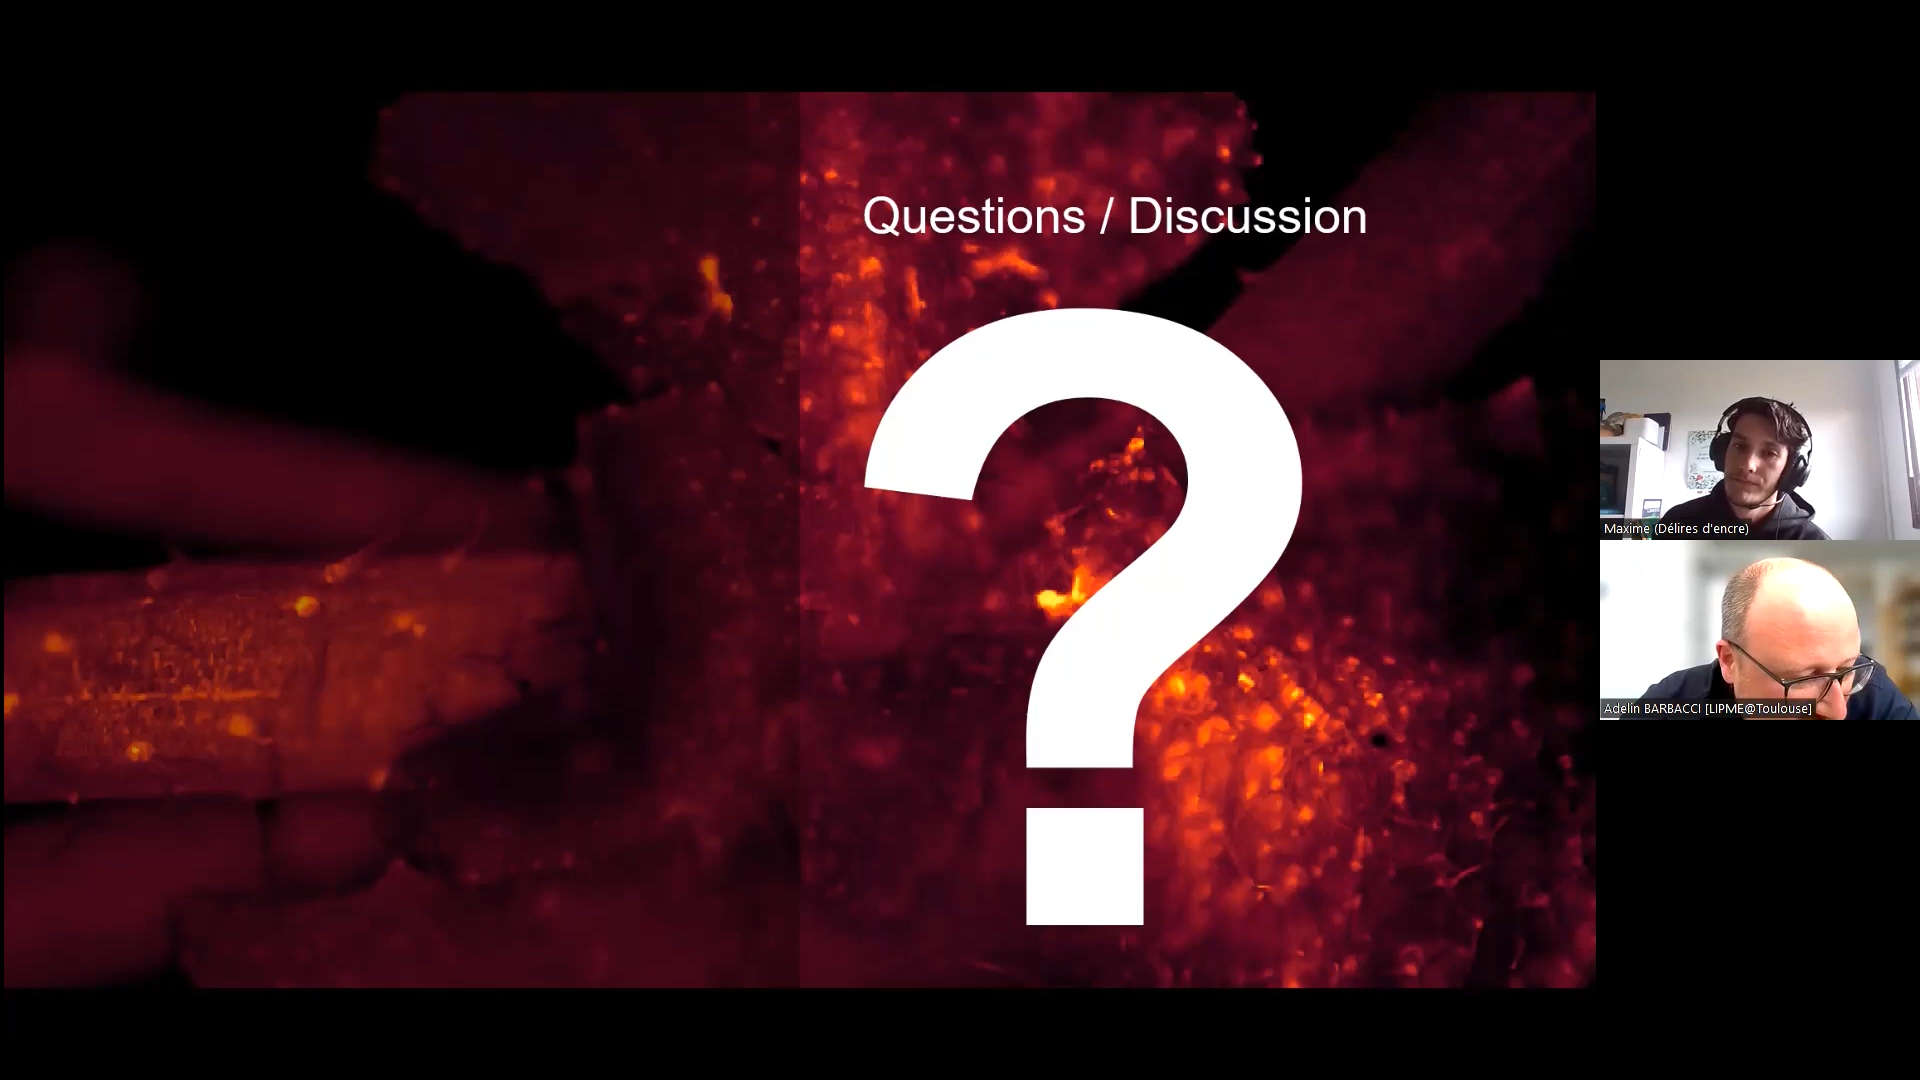 Questions / Discussion
?
Maxime (Délires d'encre)
Adelin BARBACCI [LIPME@Toulouse]